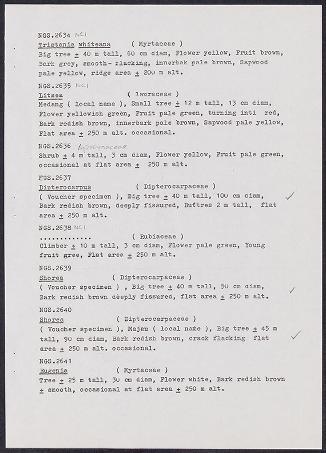 NGS.2634 NCI
Tristania whiteana ( Myrtaceae )
Big tree ± 40 m tall, 60 cm diam, Flower yellow, Fruit brown,
Bark grey, smooth- flacking, innerbak pale brown, Sapwood
pale yellow, ridge area ± 200 m alt.
NGS.2635 NCI
Litsea ( Lauraceae )
Medang ( local name ), Small tree ± 12 m tall, 13 cm diam,
Flower yellowish green, Fruit pale green, turning inti red,
Bark redish brown, innerbark pale brown, Sapwood pale yellow,
Flat area ± 250 m alt. occasional.
NGS.2636
Shrub ± 4 m tall, 3 cm diam, Flower yellow, Fruit pale green,
occasional at flat area ± 250 m alt.
NGS.2637
Dipterocarpus ( Dipterocarpaceae )
( Voucher specimen ), Big tree ± 40 m tall, 100 cm diam,
Bark redish brown, deeply fissured, Buftres 2 m tall, flat
area ± 250 m alt.
NGS.2638 NCI
.............. ( Rubiaceae )
Climber ± 10 m tall, 3 cm diam, Flower pale green, Young
fruit gree, Flat area ± 250 m alt.
NGS.2639
Shorea ( Dipterocarpaceae )
( Voucher specimen ), Big tree ± 40 m tall, 50 cm diam,
Bark redish brown deeply fissured, flat area ± 250 m alt.
NGS.2640
Shorea ( Dipterocarpaceae )
( Voucher specimen ), Majau ( local name ), Big tree ± 45 m
tall, 90 cm diam, Bark redish brown, crack flacking flat
area ± 250 m alt. occasional.
NGS.2641
Eugenia ( Myrtaceae )
Tree ± 25 m tall, 30 cm diam, Flower white, Bark redish brown
± smooth, occasional at flat area ± 250 m alt.